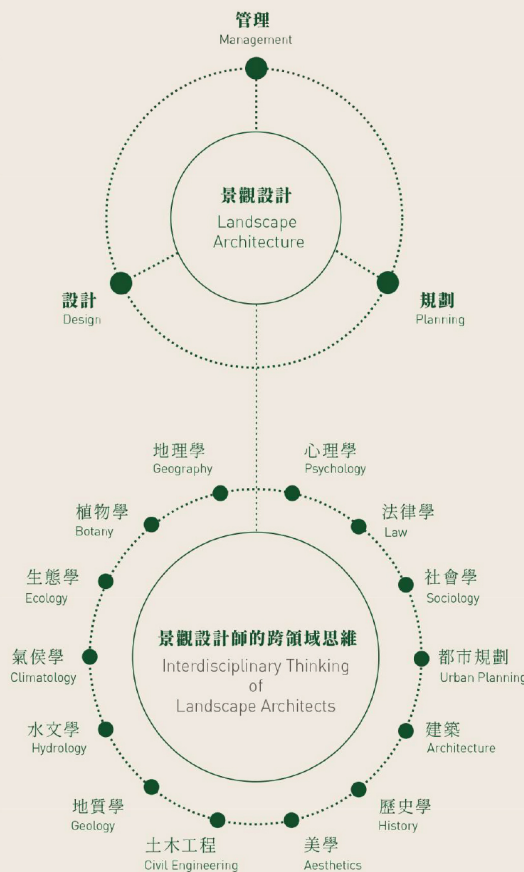 管理
Management
景觀設計
Landscape
Architecture
設計
Design
規劃
Planning
地理學
Geography
心理學
Psychology
植物學
Botany
法律學
Law
生態學
Ecology
社會學
Sociology
氣侯學
Climatology
景觀設計師的跨領域思維
Interdisciplinary Thinking
of
Landscape Architects
都市規劃
Urban Planning
水文學
Hydrology
建築
Architecture
地質學
Geology
歷史學
History
土木工程
Civil Engineering
美學
Aesthetics